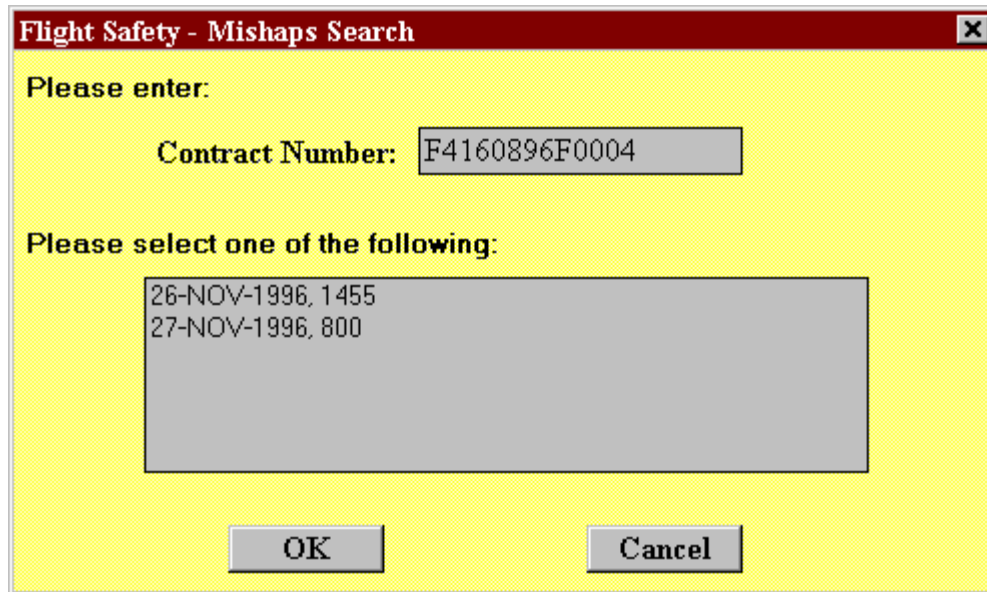 Flight Safety - Mishaps Search
Please enter:
Contract Number: F4160896F0004
Please select one of the following:
26-NOV-1996, 1455
27-NOV-1996, 800
OK Cancel